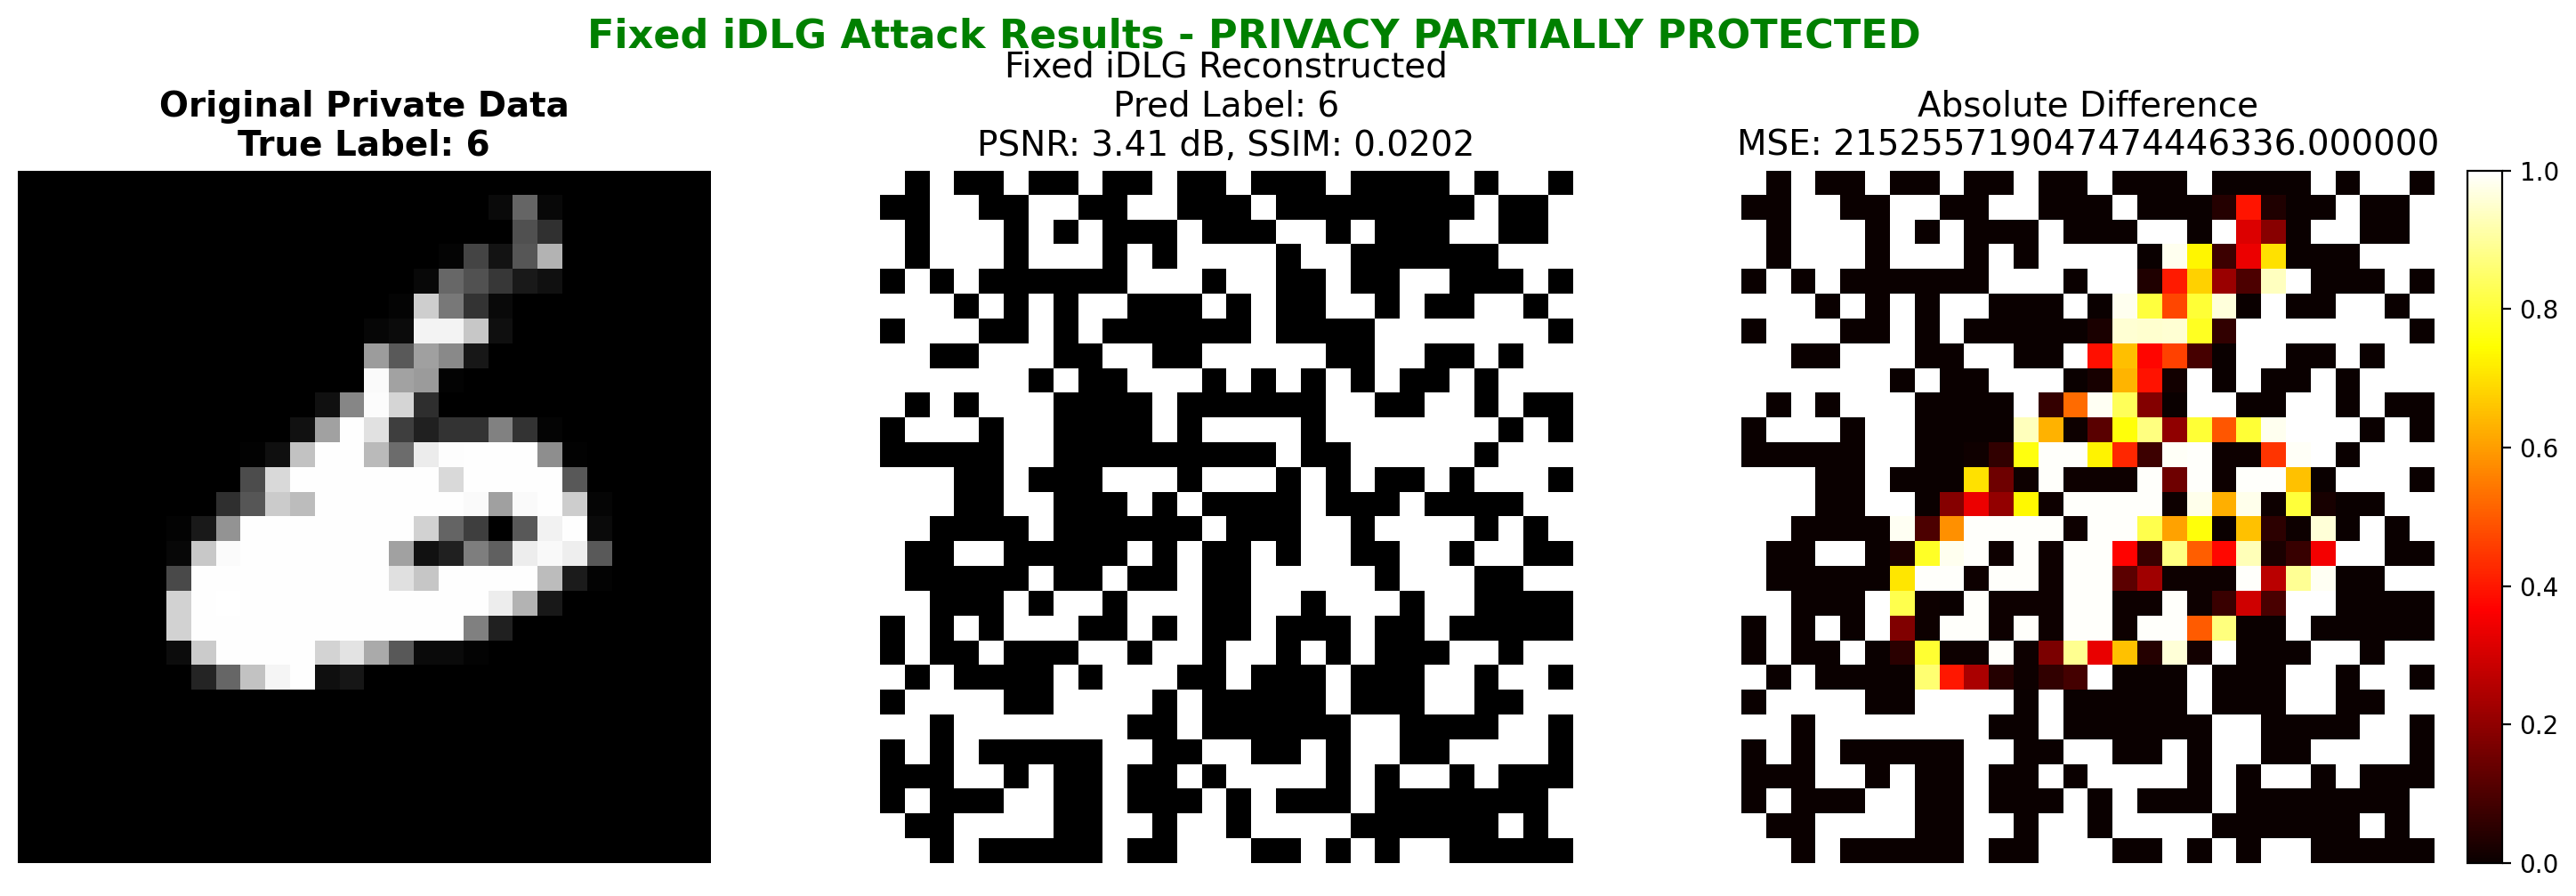 Fixed iDLG Attack Results - PRIVACY PARTIALLY PROTECTED
Original Private Data
True Label: 6
Fixed iDLG Reconstructed
Pred Label: 6
PSNR: 3.41 dB, SSIM: 0.0202
Absolute Difference
MSE: 215255719047474446336.000000
1.0
0.8
0.6
0.4
0.2
0.0